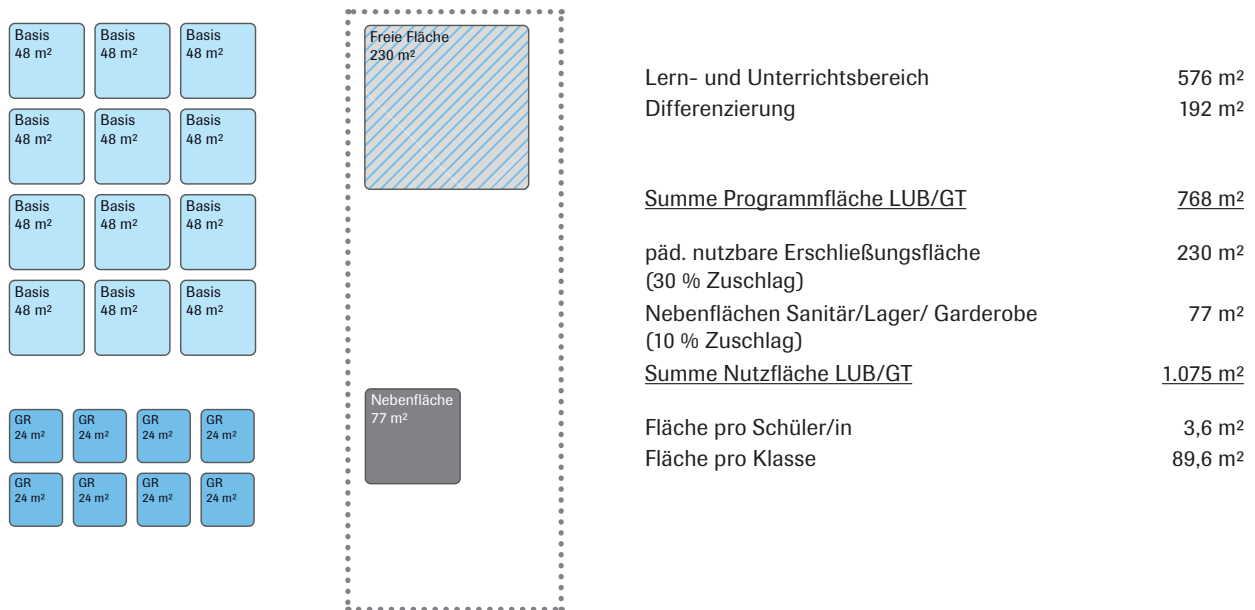 Basis
48 m²
Basis
48 m²
Basis
48 m²
Basis
48 m²
Basis
48 m²
Basis
48 m²
Basis
48 m²
Basis
48 m²
Basis
48 m²
Basis
48 m²
Basis
48 m²
Basis
48 m²
GR
24 m²
GR
24 m²
GR
24 m²
GR
24 m²
GR
24 m²
GR
24 m²
GR
24 m²
GR
24 m²
Freie Fläche
230 m²
Nebenfläche
77 m²
Lern- und Unterrichtsbereich 576 m²
Differenzierung 192 m²
Summe Programmfläche LUB/GT 768 m²
päd. nutzbare Erschließungsfläche 230 m²
(30 % Zuschlag)
Nebenflächen Sanitär/Lager/ Garderobe 77 m²
(10 % Zuschlag)
Summe Nutzfläche LUB/GT 1.075 m²
Fläche pro Schüler/in 3,6 m²
Fläche pro Klasse 89,6 m²